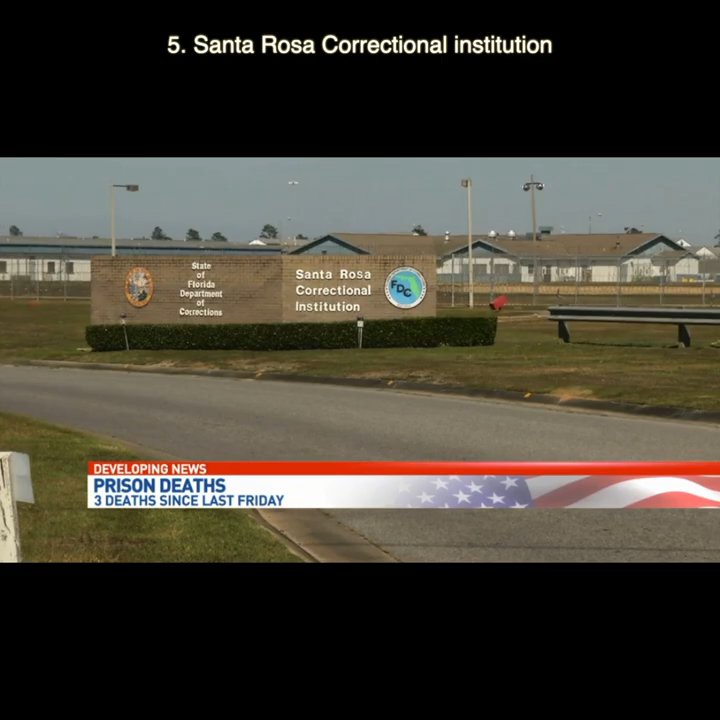 5. Santa Rosa Correctional institution
State
of
Florida
Department
of
Corrections
Santa Rosa
Correctional
Institution
FDC
DEVELOPING NEWS
PRISON DEATHS
3 DEATHS SINCE LAST FRIDAY